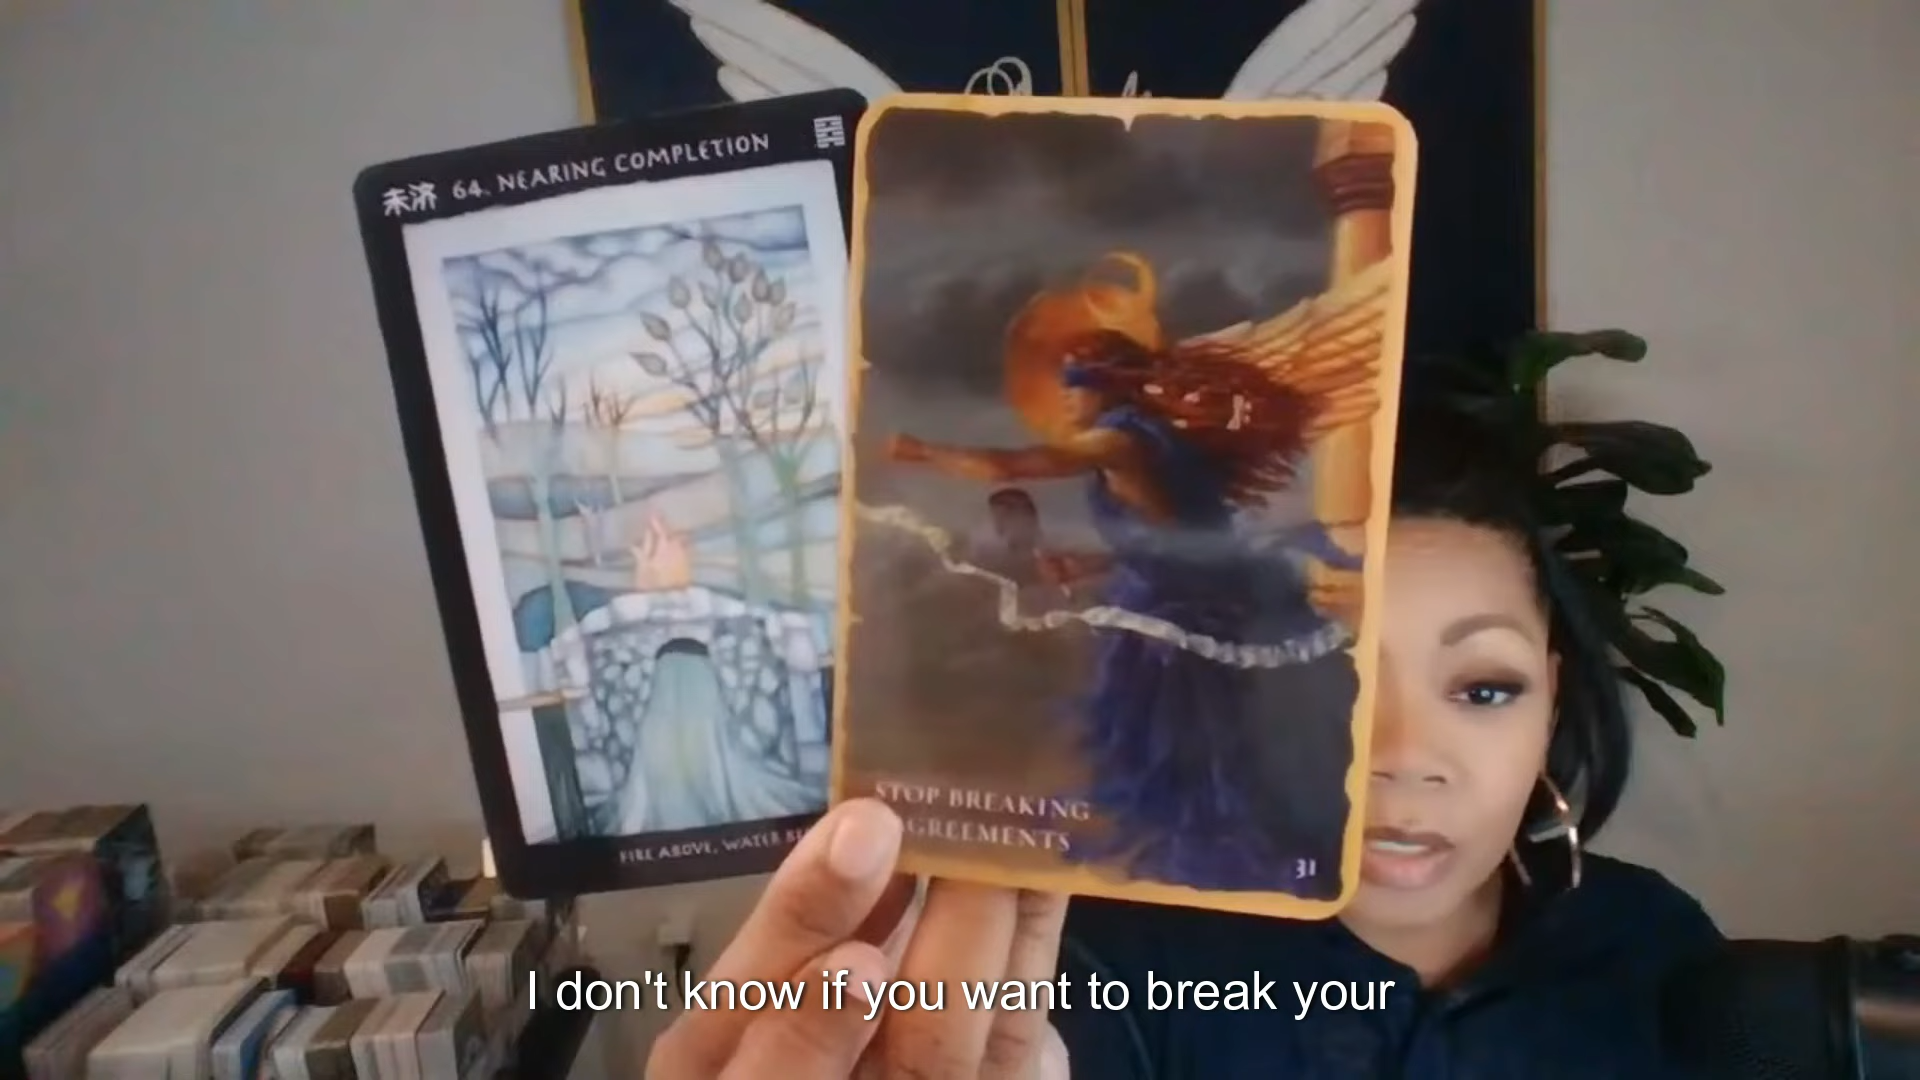 未済 64. NEARING COMPLETION
FIRE ABOVE, WATER
STOP BREAKING
AGREEMENTS
31
I don't know if you want to break your